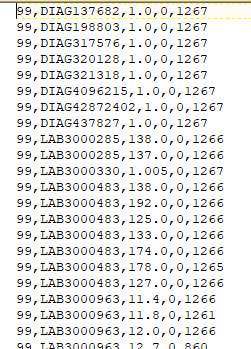 99,DIAG137682,1.0,0,1267
99,DIAG198803,1.0,0,1267
99,DIAG317576,1.0,0,1267
99,DIAG320128,1.0,0,1267
99,DIAG321318,1.0,0,1267
99,DIAG4096215,1.0,0,1267
99,DIAG42872402,1.0,0,1267
99,DIAG437827,1.0,0,1267
99,LAB3000285,138.0,0,1266
99,LAB3000285,137.0,0,1266
99,LAB3000330,1.005,0,1267
99,LAB3000483,138.0,0,1266
99,LAB3000483,192.0,0,1266
99,LAB3000483,125.0,0,1266
99,LAB3000483,133.0,0,1266
99,LAB3000483,174.0,0,1266
99,LAB3000483,178.0,0,1265
99,LAB3000483,127.0,0,1266
99,LAB3000963,11.4,0,1266
99,LAB3000963,11.8,0,1261
99,LAB3000963,12.0,0,1266
99,LAB3000963,12.7,0,860